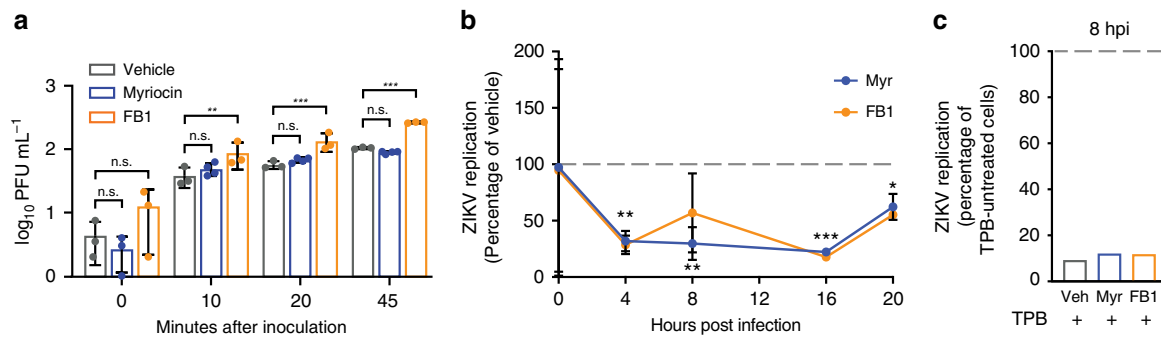 a
log10 PFU mL−1
3
2
1
0
Vehicle
Myriocin
FB1
n.s.
n.s.
n.s.
**
n.s.
***
n.s.
***
0
10
20
45
Minutes after inoculation
b
ZIKV replication
(Percentage of vehicle)
200
150
100
50
0
Myr
FB1
**
**
***
*
0
4
8
12
16
20
Hours post infection
c
8 hpi
ZIKV replication
(percentage of
TPB-untreated cells)
100
80
60
40
20
0
Veh Myr FB1
TPB + + +